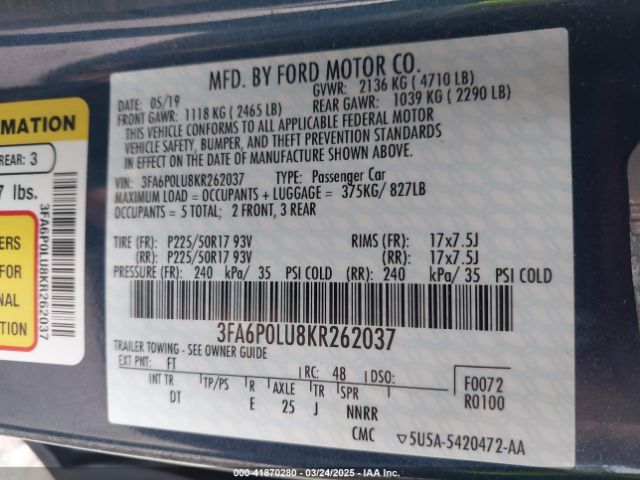 MFD. BY FORD MOTOR CO.
DATE: 05/19 GVWR: 2136 KG ( 4710 LB)
FRONT GAWR: 1118 KG ( 2465 LB) REAR GAWR: 1039 KG ( 2290 LB)
THIS VEHICLE CONFORMS TO ALL APPLICABLE FEDERAL MOTOR
VEHICLE SAFETY, BUMPER, AND THEFT PREVENTION STANDARDS
IN EFFECT ON THE DATE OF MANUFACTURE SHOWN ABOVE.
VIN: 3FA6P0LU8KR262037 TYPE: Passenger Car
MAXIMUM LOAD = OCCUPANTS + LUGGAGE = 375KG/ 827LB
OCCUPANTS = 5 TOTAL; 2 FRONT, 3 REAR
TIRE (FR): P225/50R17 93V RIMS (FR): 17x7.5J
(RR): P225/50R17 93V (RR): 17x7.5J
PRESSURE (FR): 240 kPa/ 35 PSI COLD (RR): 240 kPa/ 35 PSI COLD
3FA6P0LU8KR262037
TRAILER TOWING - SEE OWNER GUIDE
EXT PNT: FT RC: 48 DSO: F0072
INT TR TP/PS R AXLE TR SPR R0100
DT E 25 J NNRR
CMC 5U5A-5420472-AA
RMATION
REAR: 3
7 lbs.
ERS
FOR
NAL
N
3FA6P0LU8KR262037
000-41870280 - 03/24/2025 - IAA Inc.